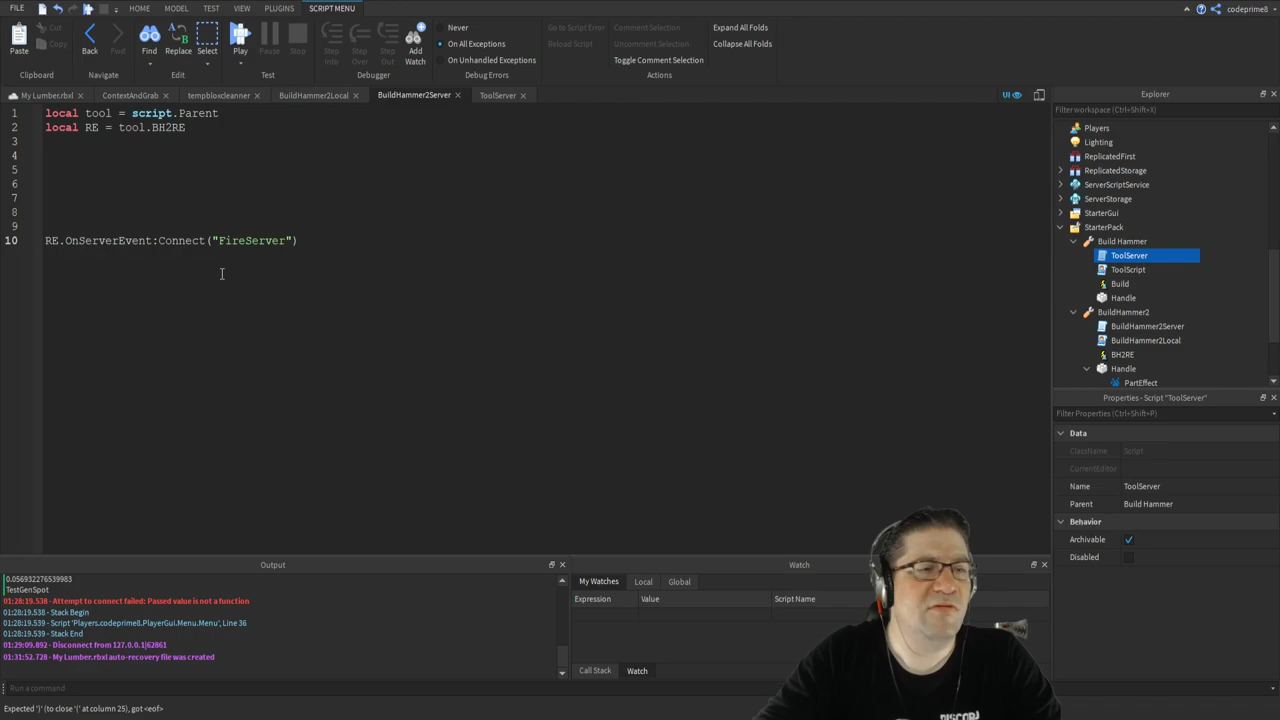 FILE
HOME
MODEL
TEST
VIEW
PLUGINS
SCRIPT MENU
codeprime8
Paste
Cut
Copy
Clipboard
Back
Forth
Navigate
Find
Replace
Select
Edit
Play
Pause
Stop
Test
Step Into
Step Over
Step Out
Add Watch
Debugger
Never
On All Exceptions
On Unhandled Exceptions
Debug Errors
Go to Script Error
Reload Script
Comment Selection
Uncomment Selection
Toggle Comment Selection
Actions
Expand All Folds
Collapse All Folds
My Lumber.rbxl
ContextAndGrab
tempbloxcleanner
BuildHammer2Local
BuildHammer2Server
ToolServer
UI
1 local tool = script.Parent
2 local RE = tool.BH2RE
3
4
5
6
7
8
9
10 RE.OnServerEvent:Connect("FireServer")
Explorer
Filter workspace (Ctrl+Shift+X)
Players
Lighting
ReplicatedFirst
ReplicatedStorage
ServerScriptService
ServerStorage
StarterGui
StarterPack
Build Hammer
ToolServer
ToolScript
Build
Handle
BuildHammer2
BuildHammer2Server
BuildHammer2Local
BH2RE
Handle
PartEffect
Properties - Script "ToolServer"
Filter Properties (Ctrl+Shift+P)
Data
ClassName Script
CurrentEditor
Name ToolServer
Parent Build Hammer
Behavior
Archivable
Disabled
Output
0.056932276539983
TestGenSpot
01:28:19.538 - Attempt to connect failed: Passed value is not a function
01:28:19.538 - Stack Begin
01:28:19.539 - Script 'Players.codeprime8.PlayerGui.Menu.Menu', Line 36
01:28:19.539 - Stack End
01:29:09.892 - Disconnect from 127.0.0.1|62861
01:31:52.728 - My Lumber.rbxl auto-recovery file was created
Watch
My Watches
Local
Global
Expression
Value
Script Name
Call Stack
Watch
Run a command
Expected ')' (to close '(' at column 25), got <eof>
DISCORD